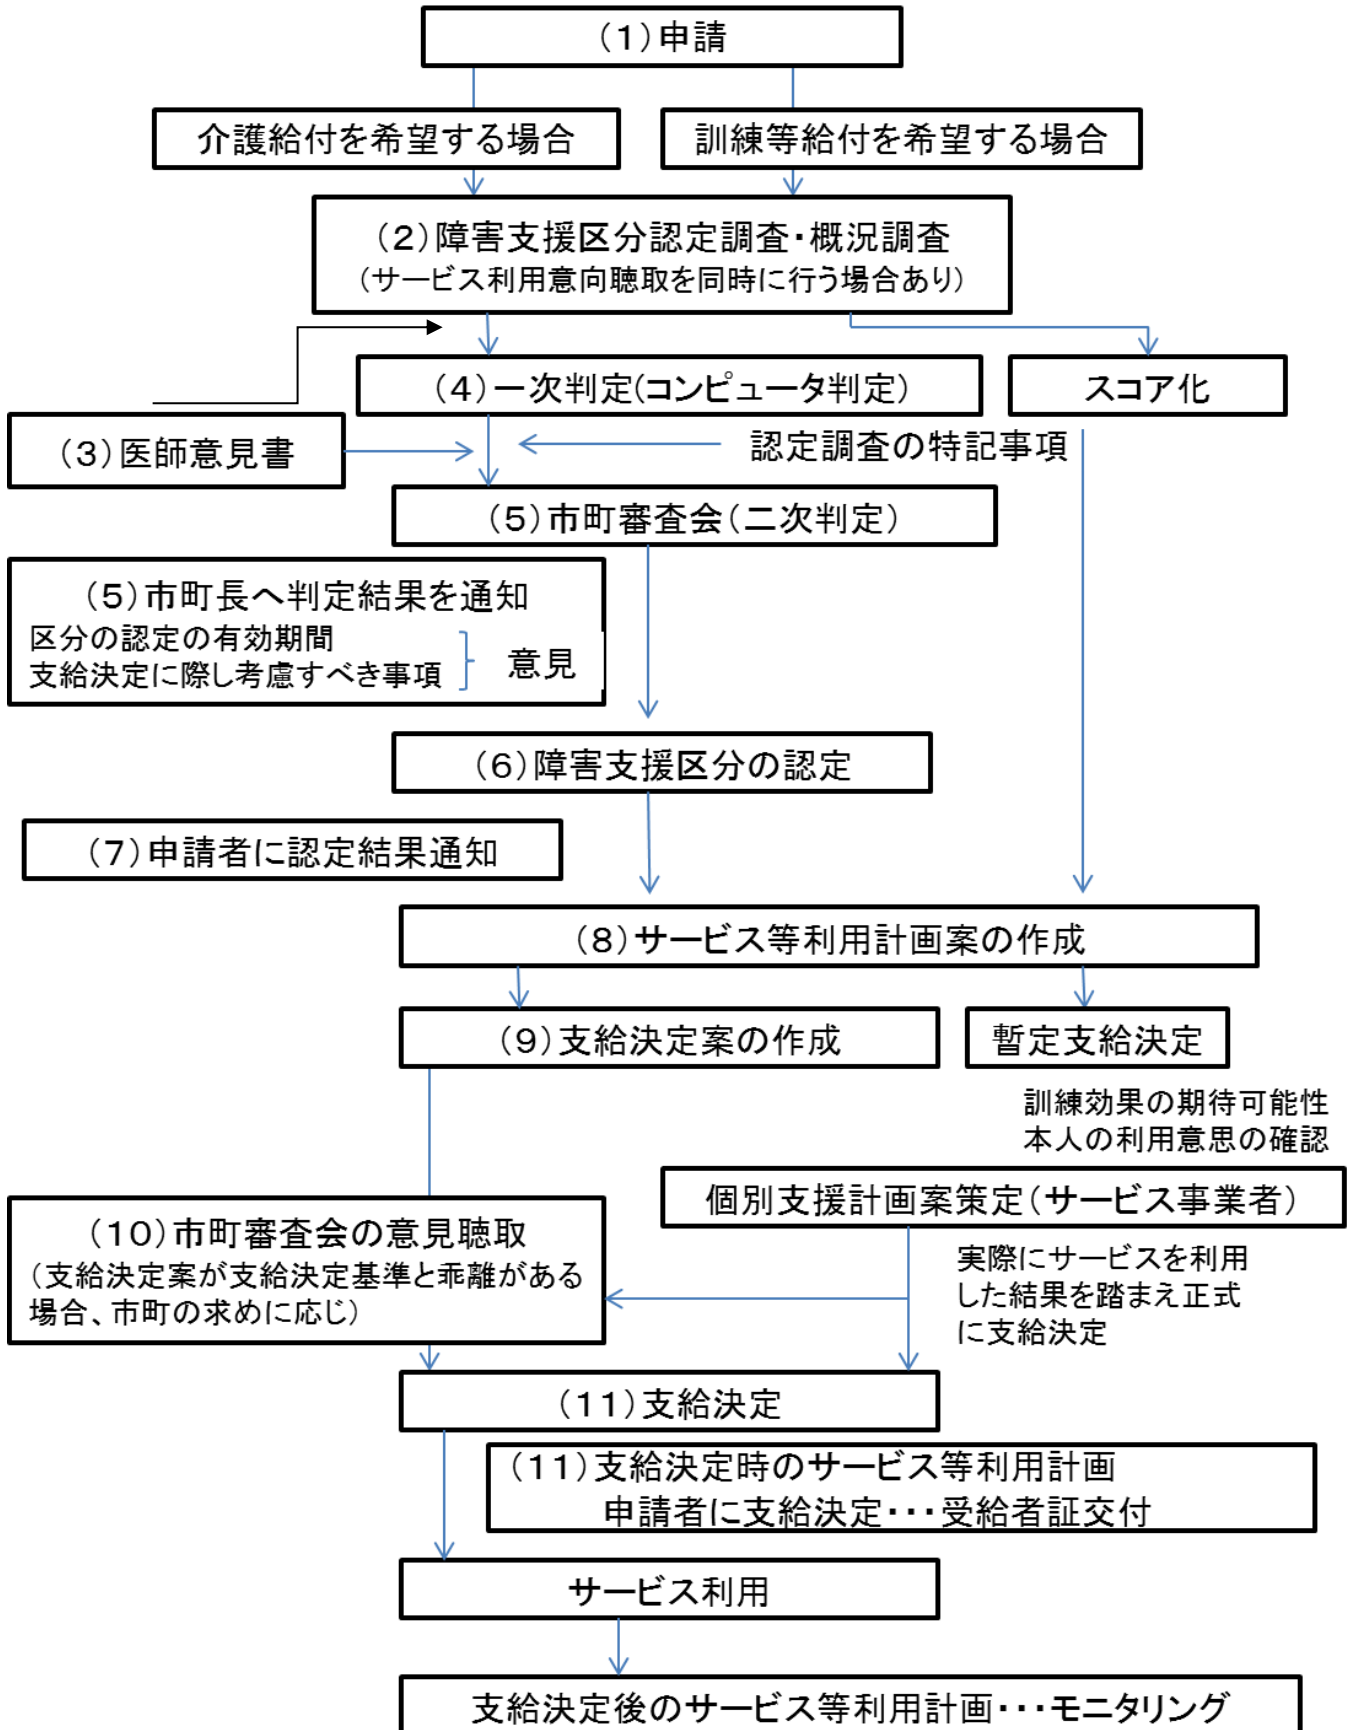 （１）申請
介護給付を希望する場合
訓練等給付を希望する場合
（２）障害支援区分認定調査・概況調査
（サービス利用意向聴取を同時に行う場合あり）
（４）一次判定（コンピュータ判定）
スコア化
（３）医師意見書
認定調査の特記事項
（５）市町審査会（二次判定）
（５）市町長へ判定結果を通知
区分の認定の有効期間
支給決定に際し考慮すべき事項
意見
（６）障害支援区分の認定
（７）申請者に認定結果通知
（８）サービス等利用計画案の作成
（９）支給決定案の作成
暫定支給決定
訓練効果の期待可能性
本人の利用意思の確認
個別支援計画案策定（サービス事業者）
（１０）市町審査会の意見聴取
（支給決定案が支給決定基準と乖離がある
場合、市町の求めに応じ）
実際にサービスを利用
した結果を踏まえ正式
に支給決定
（１１）支給決定
（１１）支給決定時のサービス等利用計画
申請者に支給決定・・・受給者証交付
サービス利用
支給決定後のサービス等利用計画・・・モニタリング